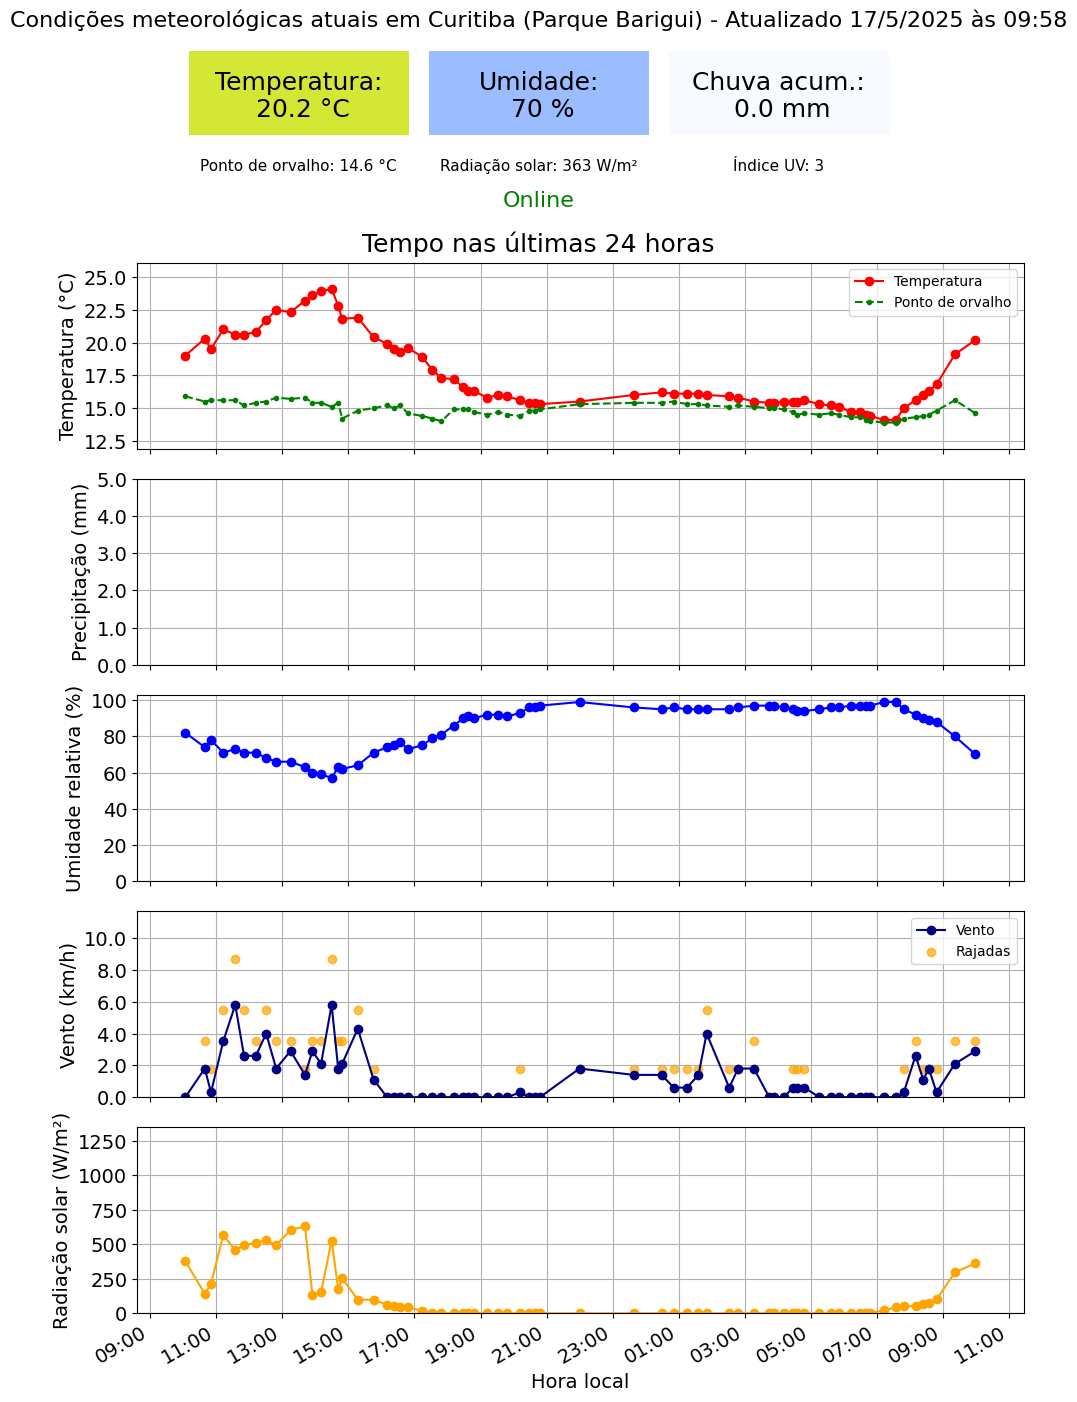 Condições meteorológicas atuais em Curitiba (Parque Barigui) - Atualizado 17/5/2025 às 09:58
Temperatura:
20.2 °C
Umidade:
70 %
Chuva acum.:
0.0 mm
Ponto de orvalho: 14.6 °C
Radiação solar: 363 W/m²
Índice UV: 3
Online
Tempo nas últimas 24 horas
Temperatura (°C)
25.0
22.5
20.0
17.5
15.0
12.5
Temperatura
Ponto de orvalho
Precipitação (mm)
5.0
4.0
3.0
2.0
1.0
0.0
Umidade relativa (%)
100
80
60
40
20
0
Vento (km/h)
10.0
8.0
6.0
4.0
2.0
0.0
Vento
Rajadas
Radiação solar (W/m²)
1250
1000
750
500
250
0
09:00
11:00
13:00
15:00
17:00
19:00
21:00
23:00
01:00
03:00
05:00
07:00
09:00
11:00
Hora local